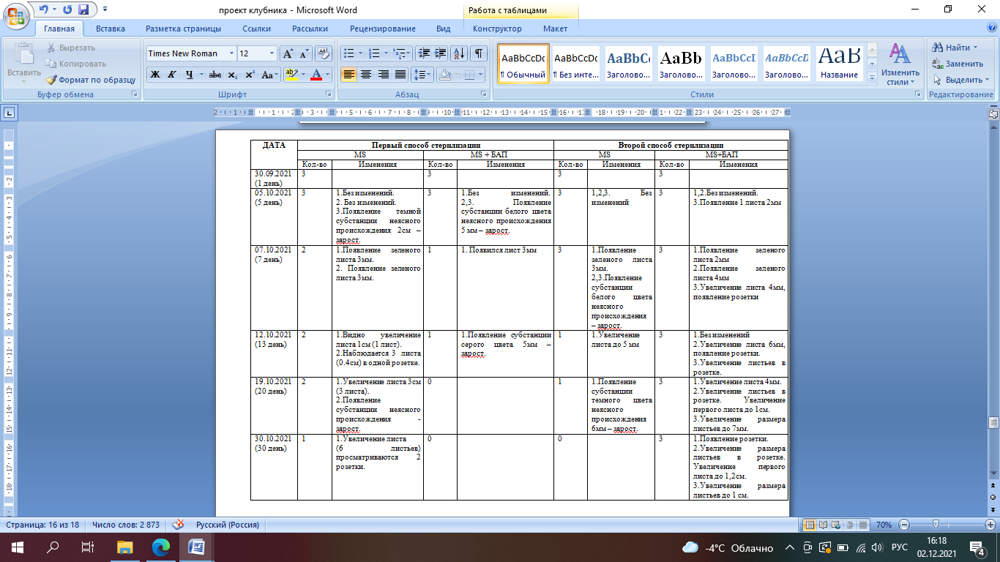 проект клубника - Microsoft Word
Работа с таблицами
Главная Вставка Разметка страницы Ссылки Рассылки Рецензирование Вид Конструктор Макет
Вставить
Вырезать
Копировать
Формат по образцу
Буфер обмена
Times New Roman 12
Ж К Ч abc x₂ x² Aa
Шрифт
Абзац
AaBbCcDc AaBbCcDc AaBbCc AaBb AaBbCcI AaBbCcDc AaB
¶ Обычный ¶ Без инте... Заголово... Заголово... Заголово... Заголово... Название
Изменить стили
Стили
Найти
Заменить
Выделить
Редактирование
ДАТА Первый способ стерилизации Второй способ стерилизации
MS MS + БАП MS MS+БАП
Кол-во Изменения Кол-во Изменения Кол-во Изменения Кол-во Изменения
30.09.2021
(1 день)
3 3 3 3
05.10.2021
(5 день)
3
1.Без изменений.
2. Без изменений.
3.Появление темной
субстанции неясного
происхождения 2см –
зарост.
3
1.Без изменений.
2,3. Появление
субстанции белого цвета
неясного происхождения
5 мм – зарост.
3
1,2,3. Без
изменений
3
1,2.Без изменений.
3.Появление 1 листа 2мм
07.10.2021
(7 день)
2
1.Появление зеленого
листа 3мм.
2. Появление зеленого
листа 3мм.
1
1. Появился лист 3мм
3
1.Появление
зеленого листа
3мм.
2,3.Появление
субстанции
белого цвета
неясного
происхождения
– зарост.
3
1.Появление зеленого
листа 2мм
2.Появление зеленого
листа 4мм
3.Увеличение листа 4мм,
появление розетки
12.10.2021
(13 день)
2
1.Видно увеличение
листа 1см (1 лист).
2.Наблюдается 3 листа
(0.4см) в одной розетке.
1
1.Появление субстанции
серого цвета 5мм –
зарост.
1
1.Увеличение
листа до 5 мм
3
1.Без изменений
2.Увеличение листа 6мм,
появление розетки.
3.Увеличение листьев в
розетке.
19.10.2021
(20 день)
2
1.Увеличение листа 3см
(3 листа).
2.Появление
субстанции неясного
происхождения -
зарост.
0
1
1.Появление
субстанции
темного цвета
неясного
происхождения
6мм – зарост.
3
1.Увеличение листа 4мм.
2.Увеличение листьев в
розетке. Увеличение
первого листа до 1см.
3.Увеличение размера
листьев до 7мм.
30.10.2021
(30 день)
1
1.Увеличение листа
(6 листьев)
просматриваются 2
розетки.
0
0
3
1.Появление розетки.
2.Увеличение размера
листьев в розетке.
Увеличение первого
листа до 1,2см.
3.Увеличение размера
листьев до 1 см.
Страница: 16 из 18 Число слов: 2 873 Русский (Россия) 70%
-4°C Облачно РУС 16:18
02.12.2021
4